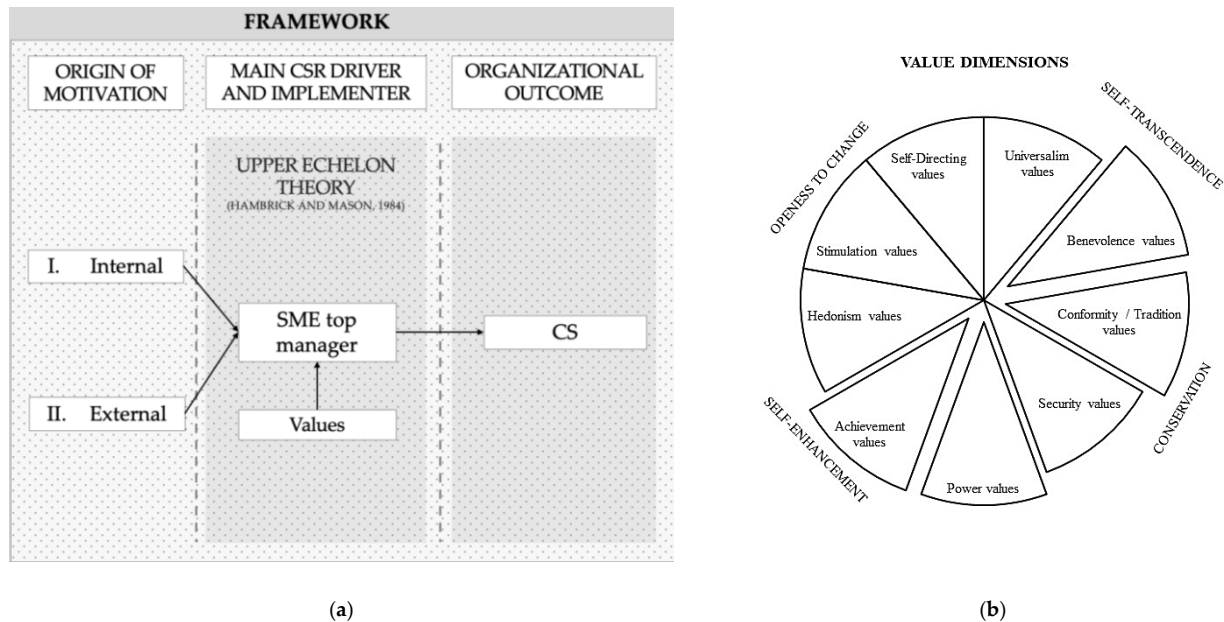 FRAMEWORK
ORIGIN OF
MOTIVATION
MAIN CSR DRIVER
AND IMPLEMENTER
ORGANIZATIONAL
OUTCOME
UPPER ECHELON
THEORY
(HAMBRICK AND MASON, 1984)
I. Internal
SME top
manager
CS
II. External
Values
(a)
VALUE DIMENSIONS
SELF-TRANSCENDENCE
OPENESS TO CHANGE
Self-Directing
values
Universalim
values
Stimulation values
Benevolence values
Hedonism values
Conformity / Tradition
values
Achievement
values
Security values
Power values
SELF-ENHANCEMENT
CONSERVATION
(b)